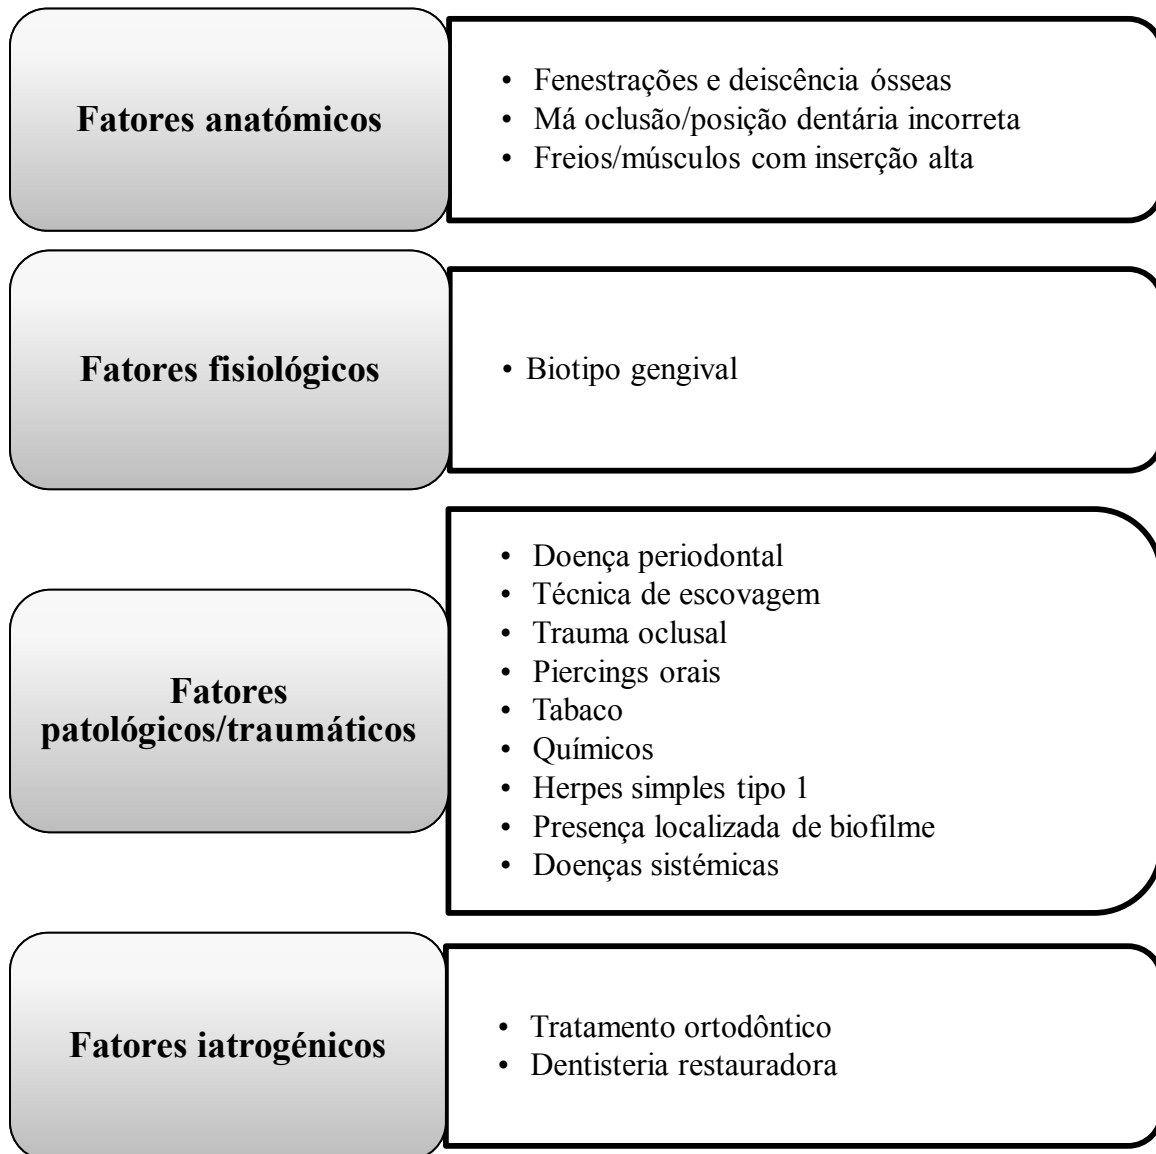 Fatores anatómicos
• Fenestrações e deiscência ósseas
• Má oclusão/posição dentária incorreta
• Freios/músculos com inserção alta
Fatores fisiológicos
• Biotipo gengival
Fatores
patológicos/traumáticos
• Doença periodontal
• Técnica de escovagem
• Trauma oclusal
• Piercings orais
• Tabaco
• Químicos
• Herpes simples tipo 1
• Presença localizada de biofilme
• Doenças sistémicas
Fatores iatrogénicos
• Tratamento ortodôntico
• Dentisteria restauradora